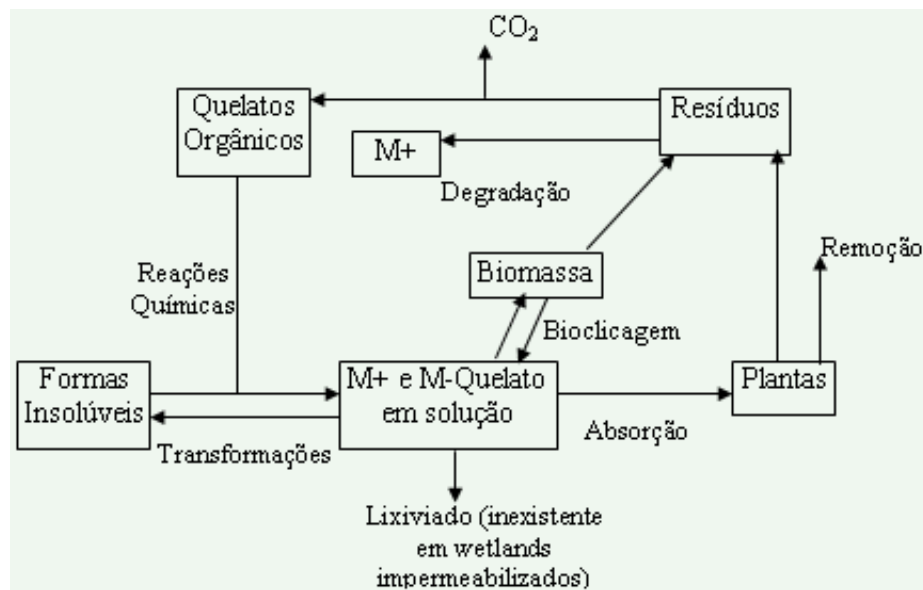 CO₂
Quelatos
Orgânicos
Resíduos
M+
Degradação
Remoção
Biomassa
Reações
Químicas
Bioclicagem
Formas
Insolúveis
M+ e M-Quelato
em solução
Plantas
Absorção
Transformações
Lixiviado (inexistente
em wetlands
impermeabilizados)